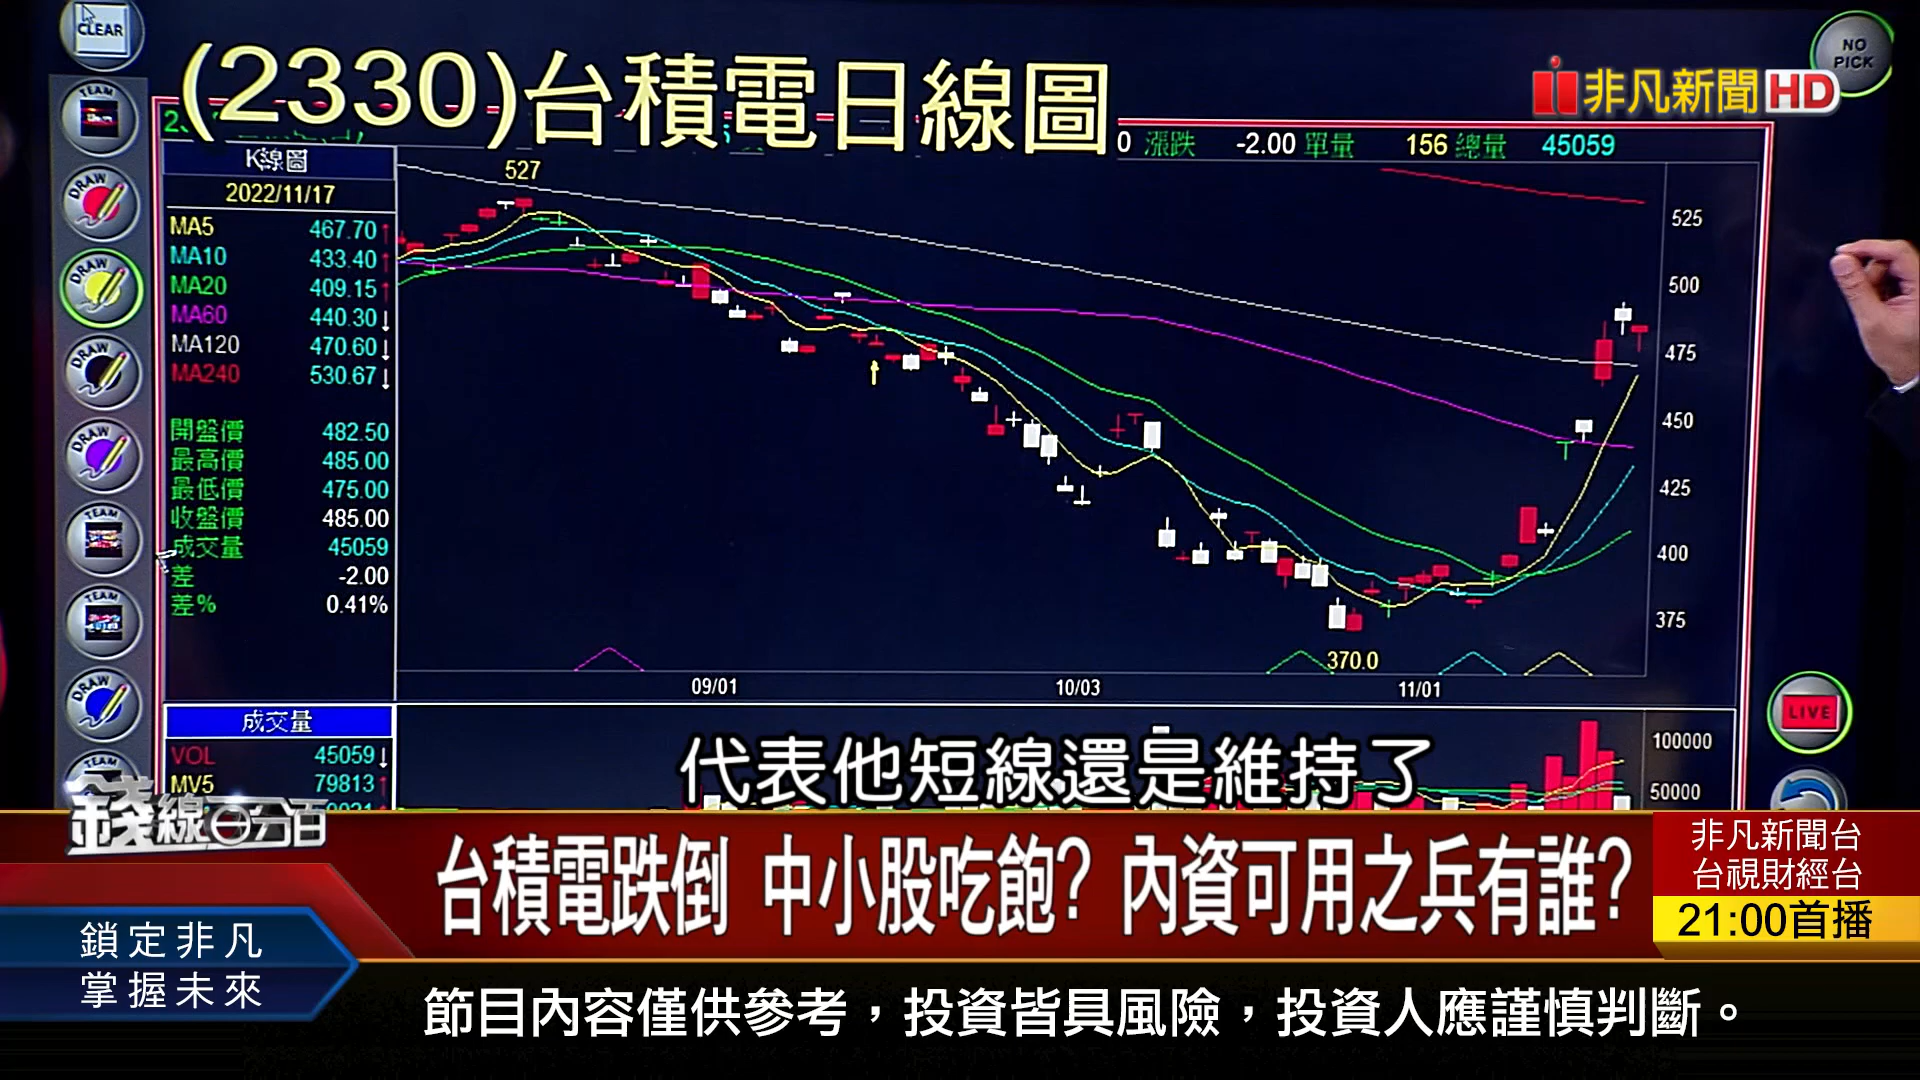 CLEAR
NO
PICK
(2330)台積電日線圖
非凡新聞HD
TEAM
DRAW
DRAW
DRAW
DRAW
TEAM
TEAM
DRAW
TEAM
0 漲跌 -2.00 單量 156 總量 45059
K線圖
2022/11/17
MA5 467.70↑
MA10 433.40↑
MA20 409.15↑
MA60 440.30↓
MA120 470.60↓
MA240 530.67↓
開盤價 482.50
最高價 485.00
最低價 475.00
收盤價 485.00
成交量 45059
差 -2.00
差% 0.41%
527
370.0
525
500
475
450
425
400
375
09/01 10/03 11/01
成交量
VOL 45059↓
MV5 79813↑
100000
50000
LIVE
代表他短線還是維持了
錢線百分百
台積電跌倒 中小股吃飽? 內資可用之兵有誰?
非凡新聞台
台視財經台
21:00首播
鎖定非凡
掌握未來
節目內容僅供參考，投資皆具風險，投資人應謹慎判斷。